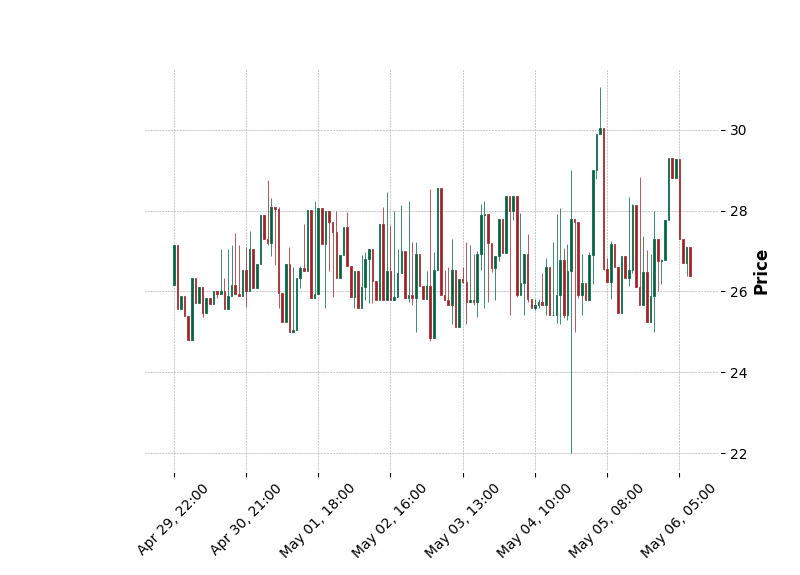 30
28
26
24
22
Price
Apr 29, 22:00
Apr 30, 21:00
May 01, 18:00
May 02, 16:00
May 03, 13:00
May 04, 10:00
May 05, 08:00
May 06, 05:00